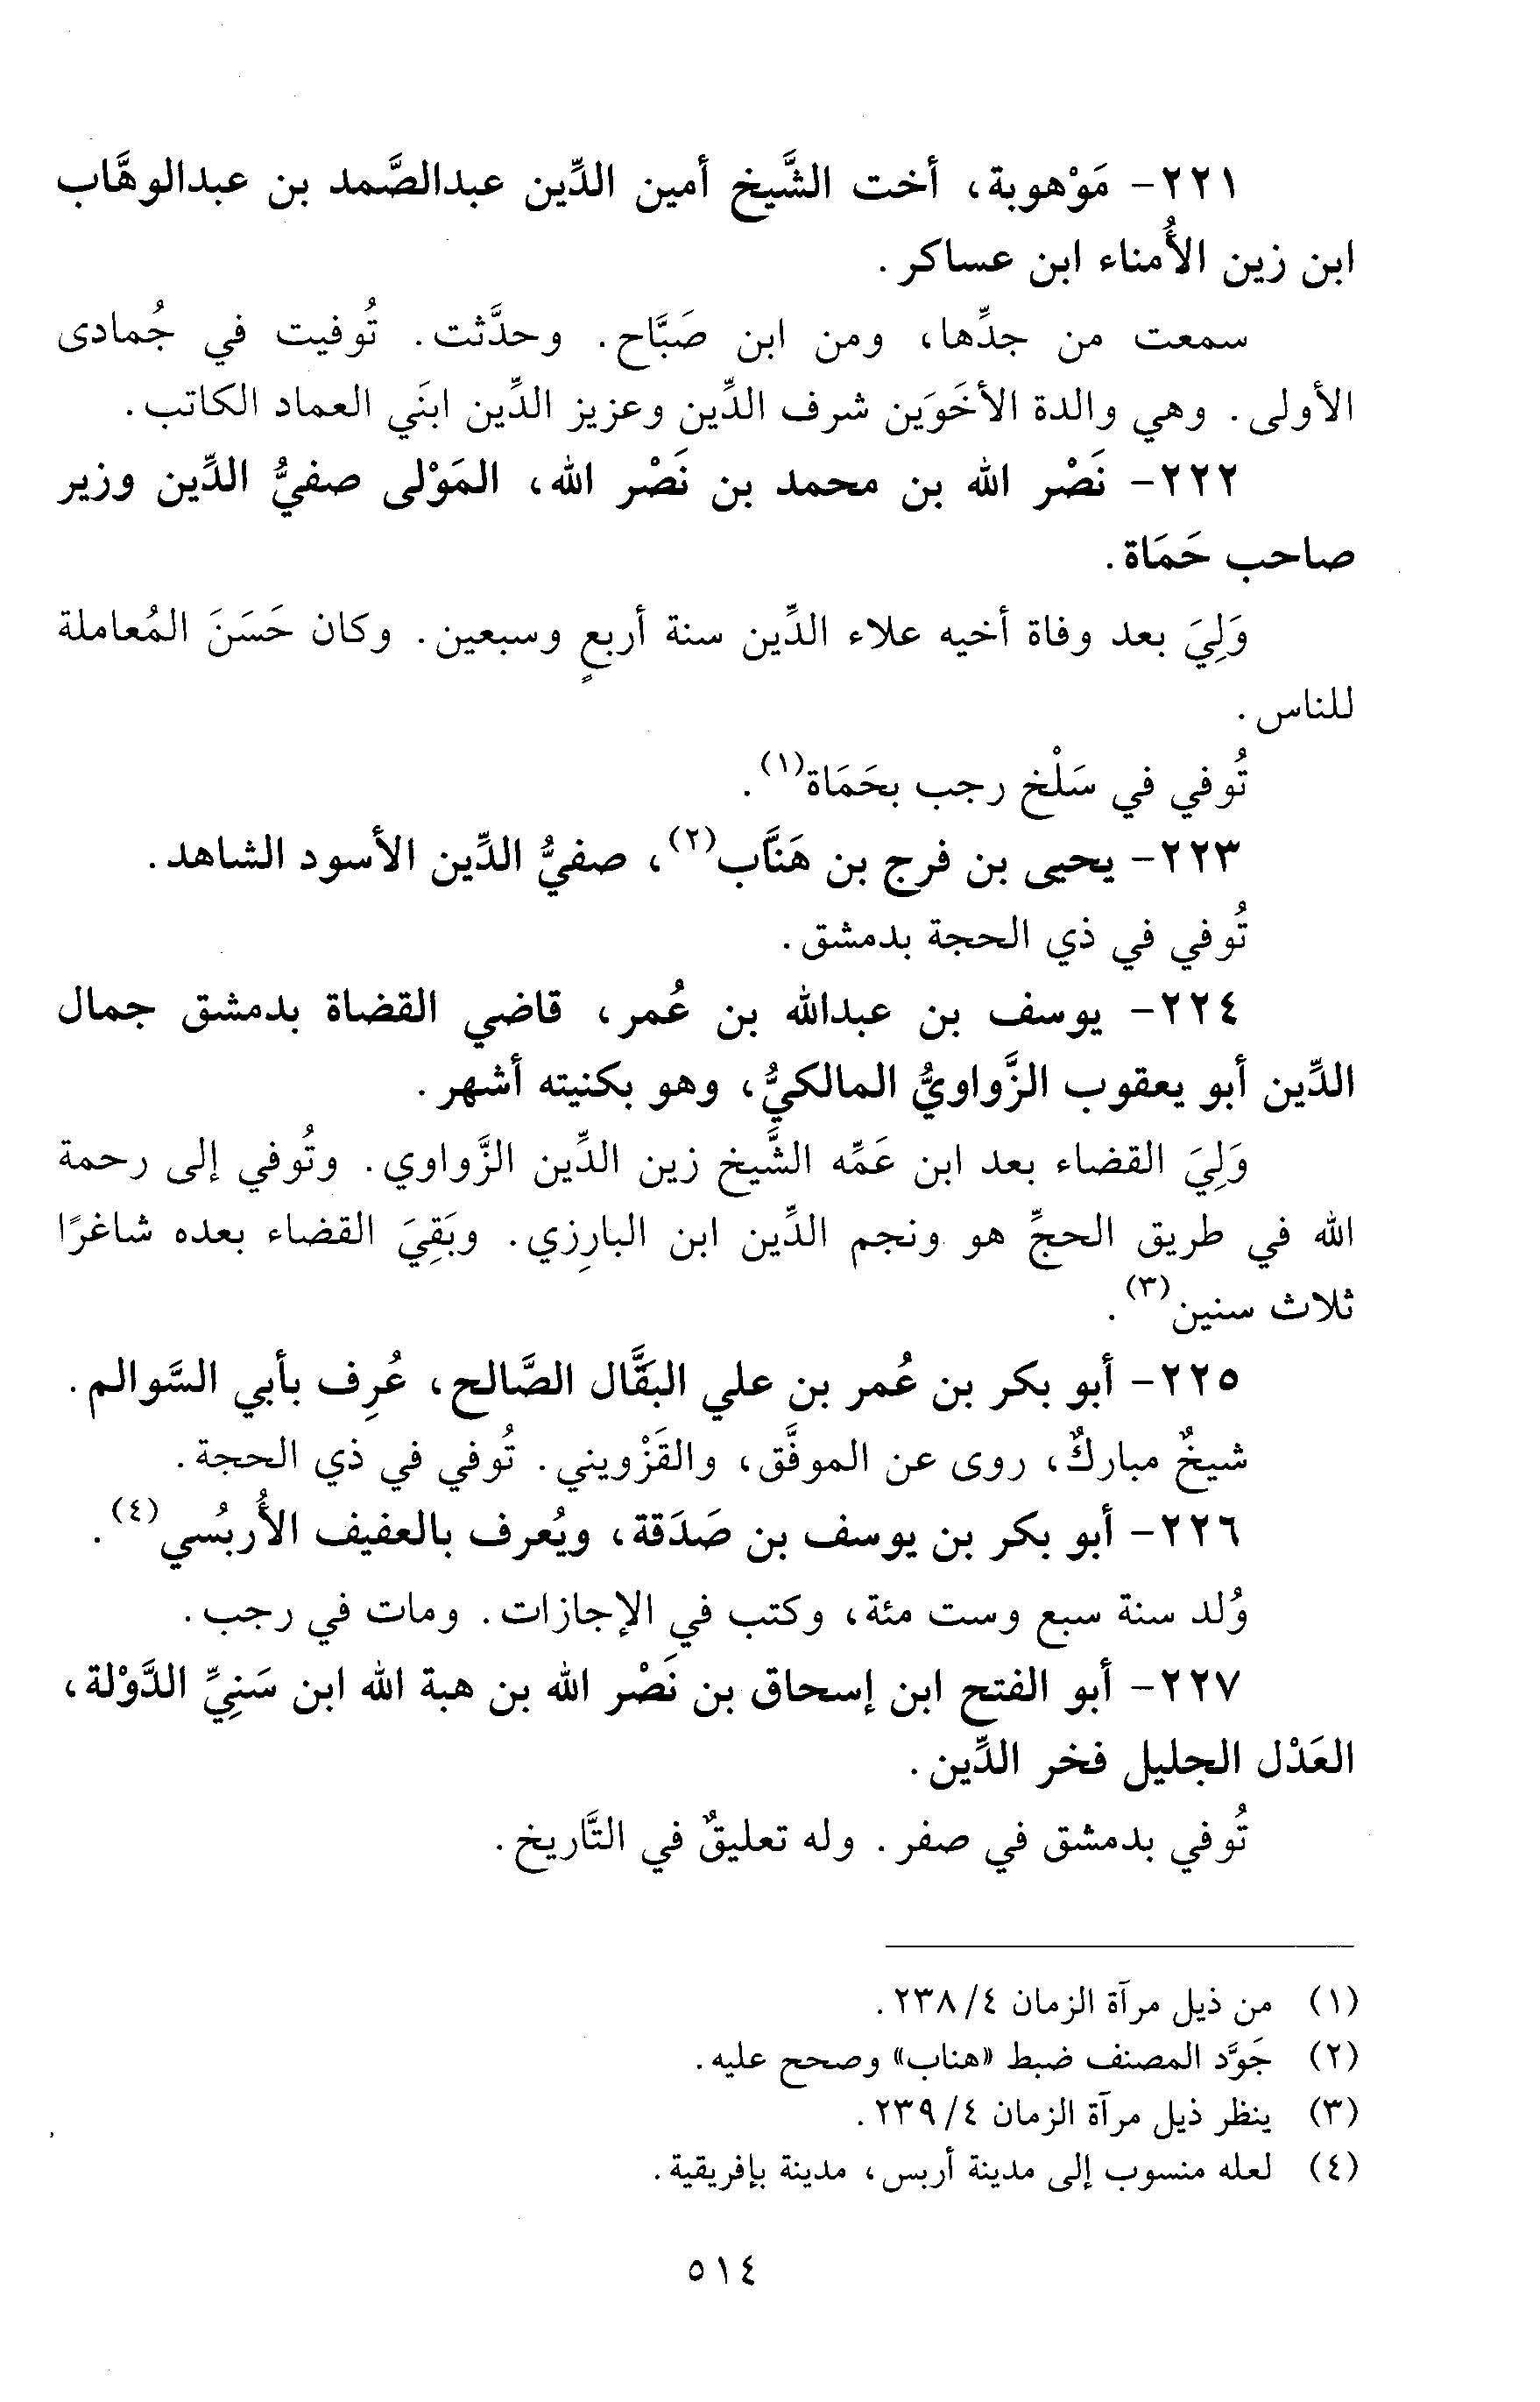 ٢٢١- مَوْهوبة، أخت الشَّيخ أمين الدِّين عبدالصَّمد بن عبدالوهَّاب
ابن زين الأُمناء ابن عساكر.
سمعت من جدِّها، ومن ابن صَبَّاح. وحدَّثت. تُوفيت في جُمادى
الأولى. وهي والدة الأخَوَين شرف الدِّين وعزيز الدِّين ابنَي العماد الكاتب.
٢٢٢- نَصْر الله بن محمد بن نَصْر الله، المَوْلى صفيُّ الدِّين وزير
صاحب حَمَاة.
وَلِيَ بعد وفاة أخيه علاء الدِّين سنة أربعٍ وسبعين. وكان حَسَنَ المُعاملة
للناس.
تُوفي في سَلْخ رجب بحَمَاة(١).
٢٢٣- يحيى بن فرج بن هَنَّاب(٢)، صفيُّ الدِّين الأسود الشاهد.
تُوفي في ذي الحجة بدمشق.
٢٢٤- يوسف بن عبدالله بن عُمر، قاضي القضاة بدمشق جمال
الدِّين أبو يعقوب الزَّواويُّ المالكيُّ، وهو بكنيته أشهر.
وَلِيَ القضاء بعد ابن عَمِّه الشَّيخ زين الدِّين الزَّواوي. وتُوفي إلى رحمة
الله في طريق الحجِّ هو ونجم الدِّين ابن البارِزي. وبَقِيَ القضاء بعده شاغرًا
ثلاث سنين(٣).
٢٢٥- أبو بكر بن عُمر بن علي البَقَّال الصَّالح، عُرِف بأبي السَّوالم.
شيخٌ مباركٌ، روى عن الموفَّق، والقَزْويني. تُوفي في ذي الحجة.
٢٢٦- أبو بكر بن يوسف بن صَدَقة، ويُعرف بالعفيف الأُربُسي(٤).
وُلد سنة سبع وست مئة، وكتب في الإجازات. ومات في رجب.
٢٢٧- أبو الفتح ابن إسحاق بن نَصْر الله بن هبة الله ابن سَنِيِّ الدَّوْلة،
العَدْل الجليل فخر الدِّين.
تُوفي بدمشق في صفر. وله تعليقٌ في التَّاريخ.
(١) من ذيل مرآة الزمان ٤/ ٢٣٨.
(٢) جَوَّد المصنف ضبط «هناب» وصحح عليه.
(٣) ينظر ذيل مرآة الزمان ٤/ ٢٣٩.
(٤) لعله منسوب إلى مدينة أربس، مدينة بإفريقية.
٥١٤